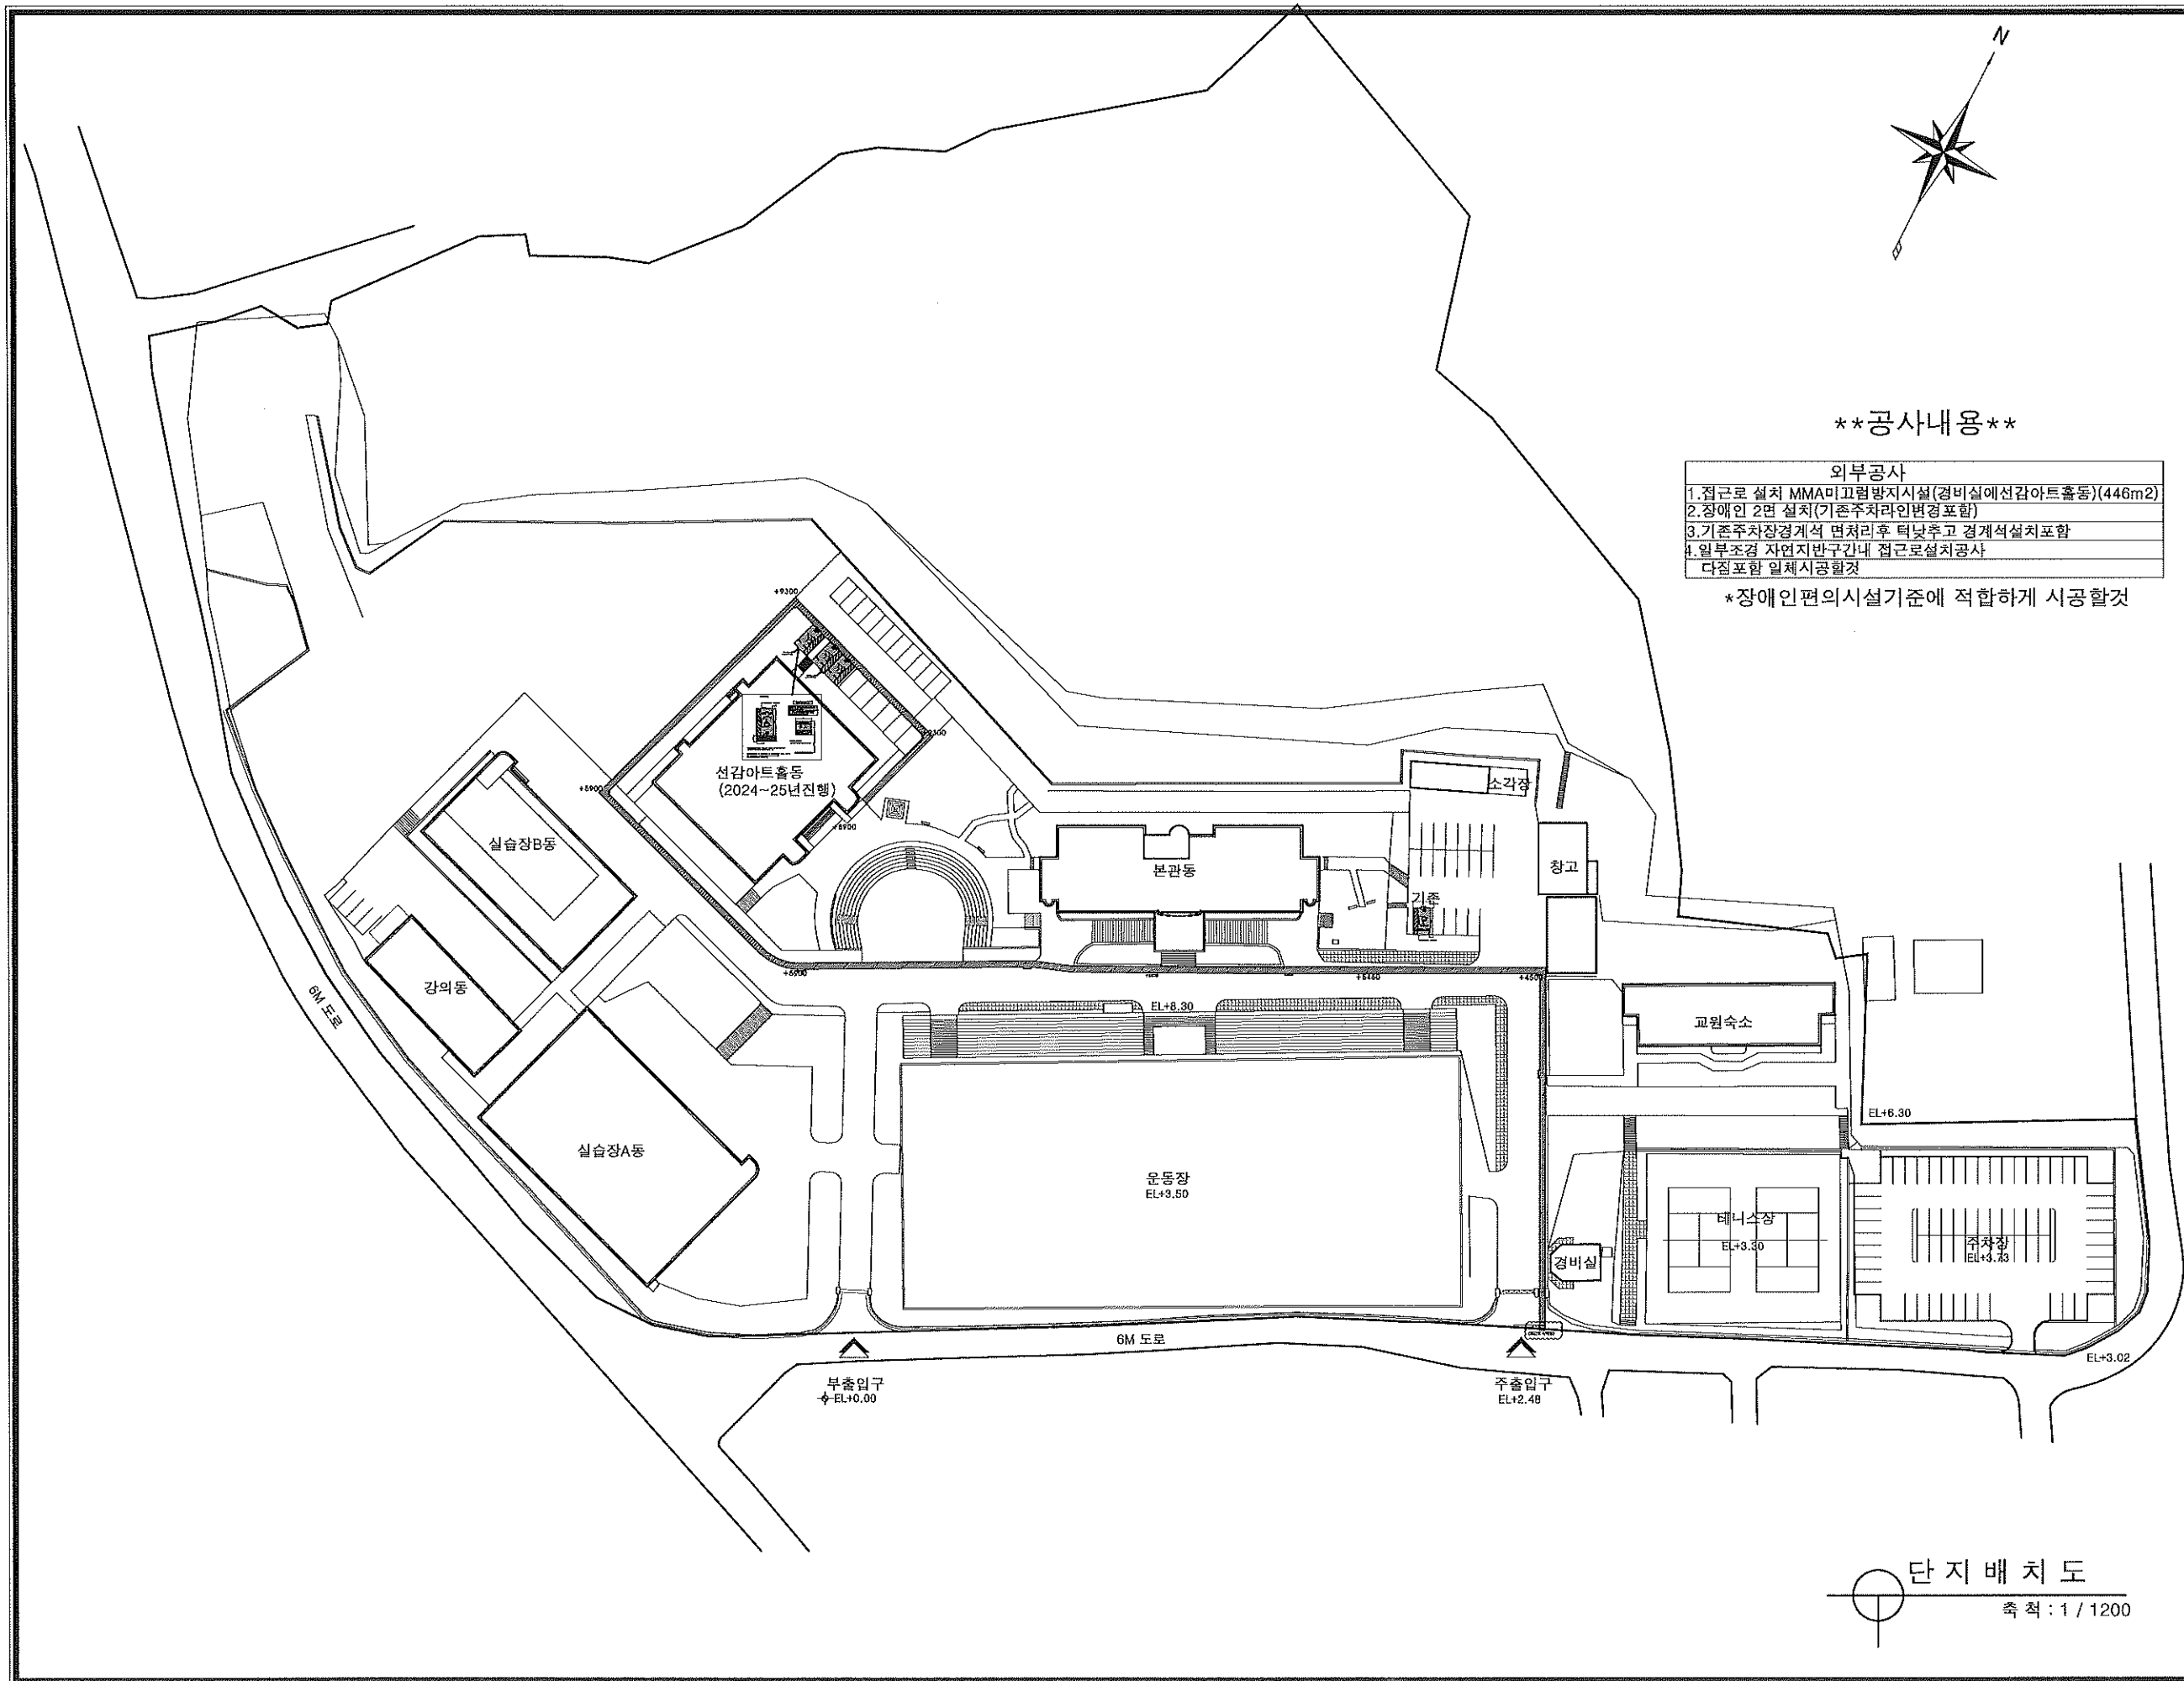 N
**공사내용**
외부공사
1.접근로 설치 MMA미끄럼방지시설(경비실에선감아트홀동)(446m2)
2.장애인 2면 설치(기존주차라인변경포함)
3.기존주차장경계석 면처리후 턱낮추고 경계석설치포함
4.일부조경 자연지반구간내 접근로설치공사
다짐포함 일체시공할것
*장애인편의시설기준에 적합하게 시공할것
+9300
선감아트홀동
(2024~25년진행)
+8900
소각장
실습장B동
본관동
창고
기존
강의동
6M 도로
+5450
+4500
EL+8.30
교원숙소
EL+6.30
실습장A동
운동장
EL+3.50
테니스장
EL+3.30
주차장
EL+3.73
경비실
6M 도로
EL+3.02
부출입구
EL+0.00
주출입구
EL+2.48
단지배치도
축척 : 1 / 1200